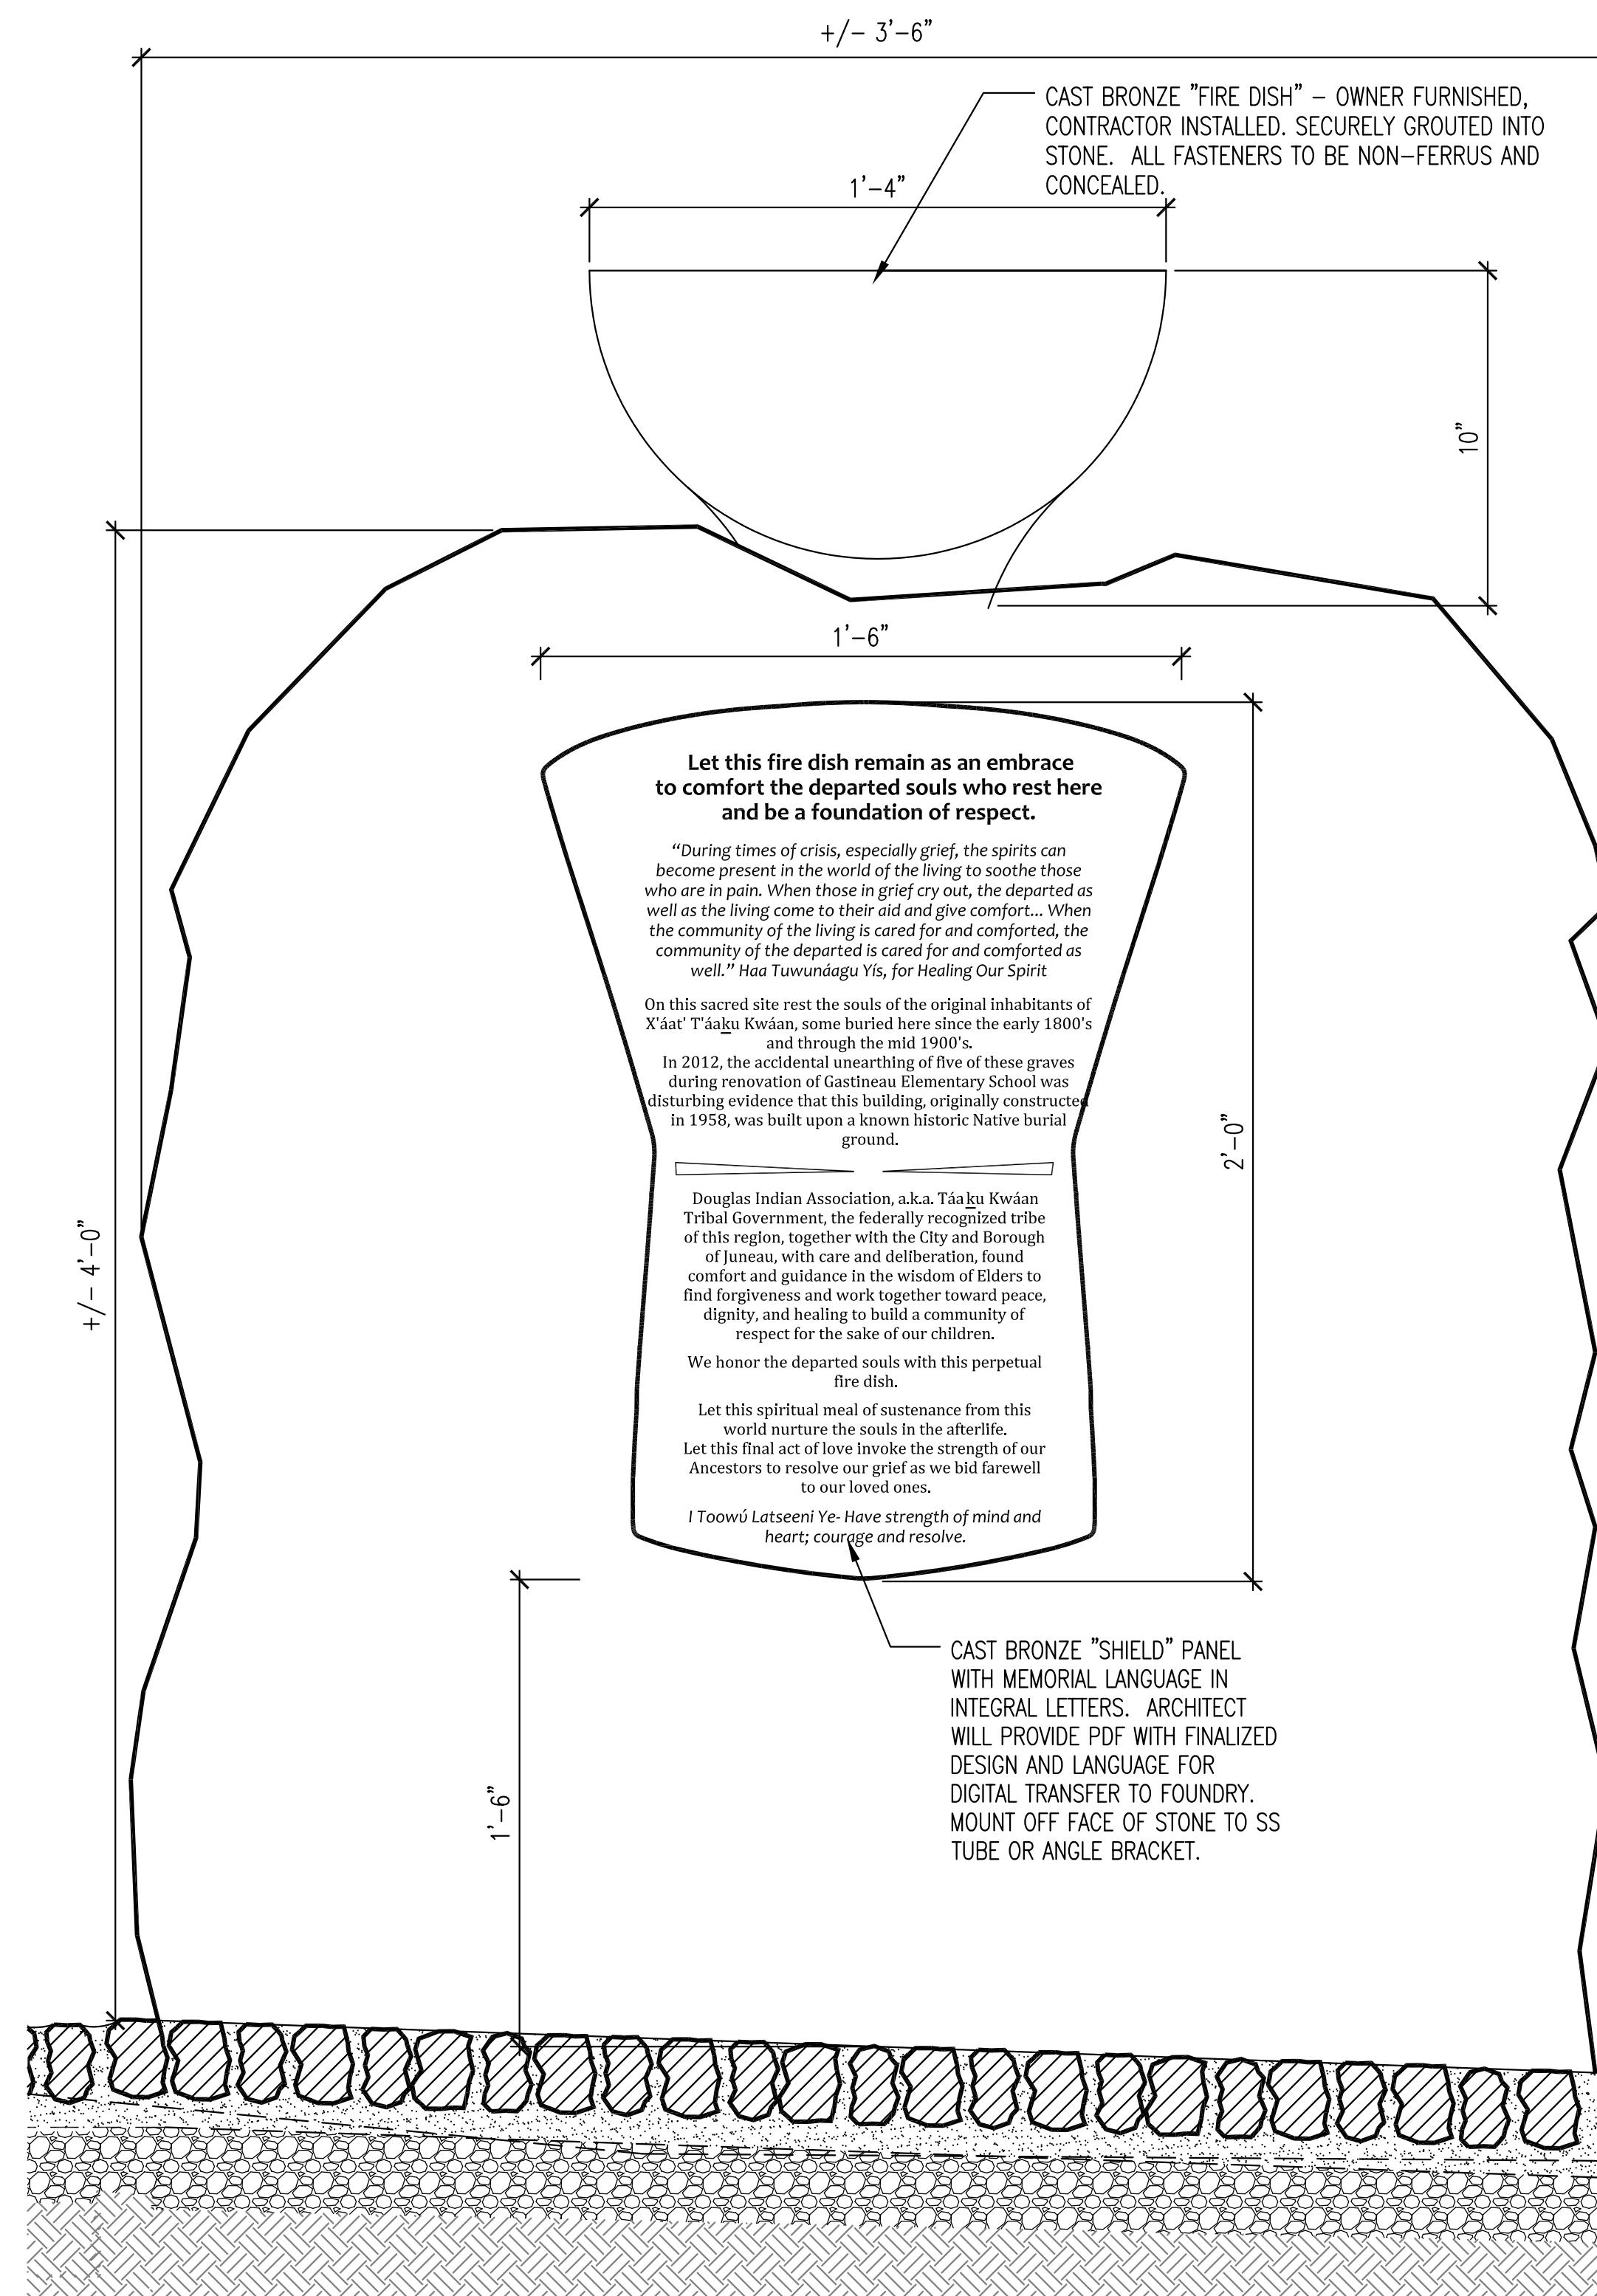 +/- 3'-6"
CAST BRONZE "FIRE DISH" – OWNER FURNISHED,
CONTRACTOR INSTALLED. SECURELY GROUTED INTO
STONE.  ALL FASTENERS TO BE NON-FERRUS AND
CONCEALED.
1'-4"
10"
1'-6"
Let this fire dish remain as an embrace
to comfort the departed souls who rest here
and be a foundation of respect.
“During times of crisis, especially grief, the spirits can
become present in the world of the living to soothe those
who are in pain. When those in grief cry out, the departed as
well as the living come to their aid and give comfort... When
the community of the living is cared for and comforted, the
community of the departed is cared for and comforted as
well.” Haa Tuwunáagu Yís, for Healing Our Spirit
On this sacred site rest the souls of the original inhabitants of
X'áat' T'áaḵu Kwáan, some buried here since the early 1800's
and through the mid 1900's.
In 2012, the accidental unearthing of five of these graves
during renovation of Gastineau Elementary School was
disturbing evidence that this building, originally constructed
in 1958, was built upon a known historic Native burial
ground.
2'-0"
+/- 4'-0"
Douglas Indian Association, a.k.a. Táaḵu Kwáan
Tribal Government, the federally recognized tribe
of this region, together with the City and Borough
of Juneau, with care and deliberation, found
comfort and guidance in the wisdom of Elders to
find forgiveness and work together toward peace,
dignity, and healing to build a community of
respect for the sake of our children.
We honor the departed souls with this perpetual
fire dish.
Let this spiritual meal of sustenance from this
world nurture the souls in the afterlife.
Let this final act of love invoke the strength of our
Ancestors to resolve our grief as we bid farewell
to our loved ones.
I Toowú Latseeni Ye- Have strength of mind and
heart; courage and resolve.
CAST BRONZE "SHIELD" PANEL
WITH MEMORIAL LANGUAGE IN
INTEGRAL LETTERS.  ARCHITECT
WILL PROVIDE PDF WITH FINALIZED
DESIGN AND LANGUAGE FOR
DIGITAL TRANSFER TO FOUNDRY.
MOUNT OFF FACE OF STONE TO SS
TUBE OR ANGLE BRACKET.
1'-6"